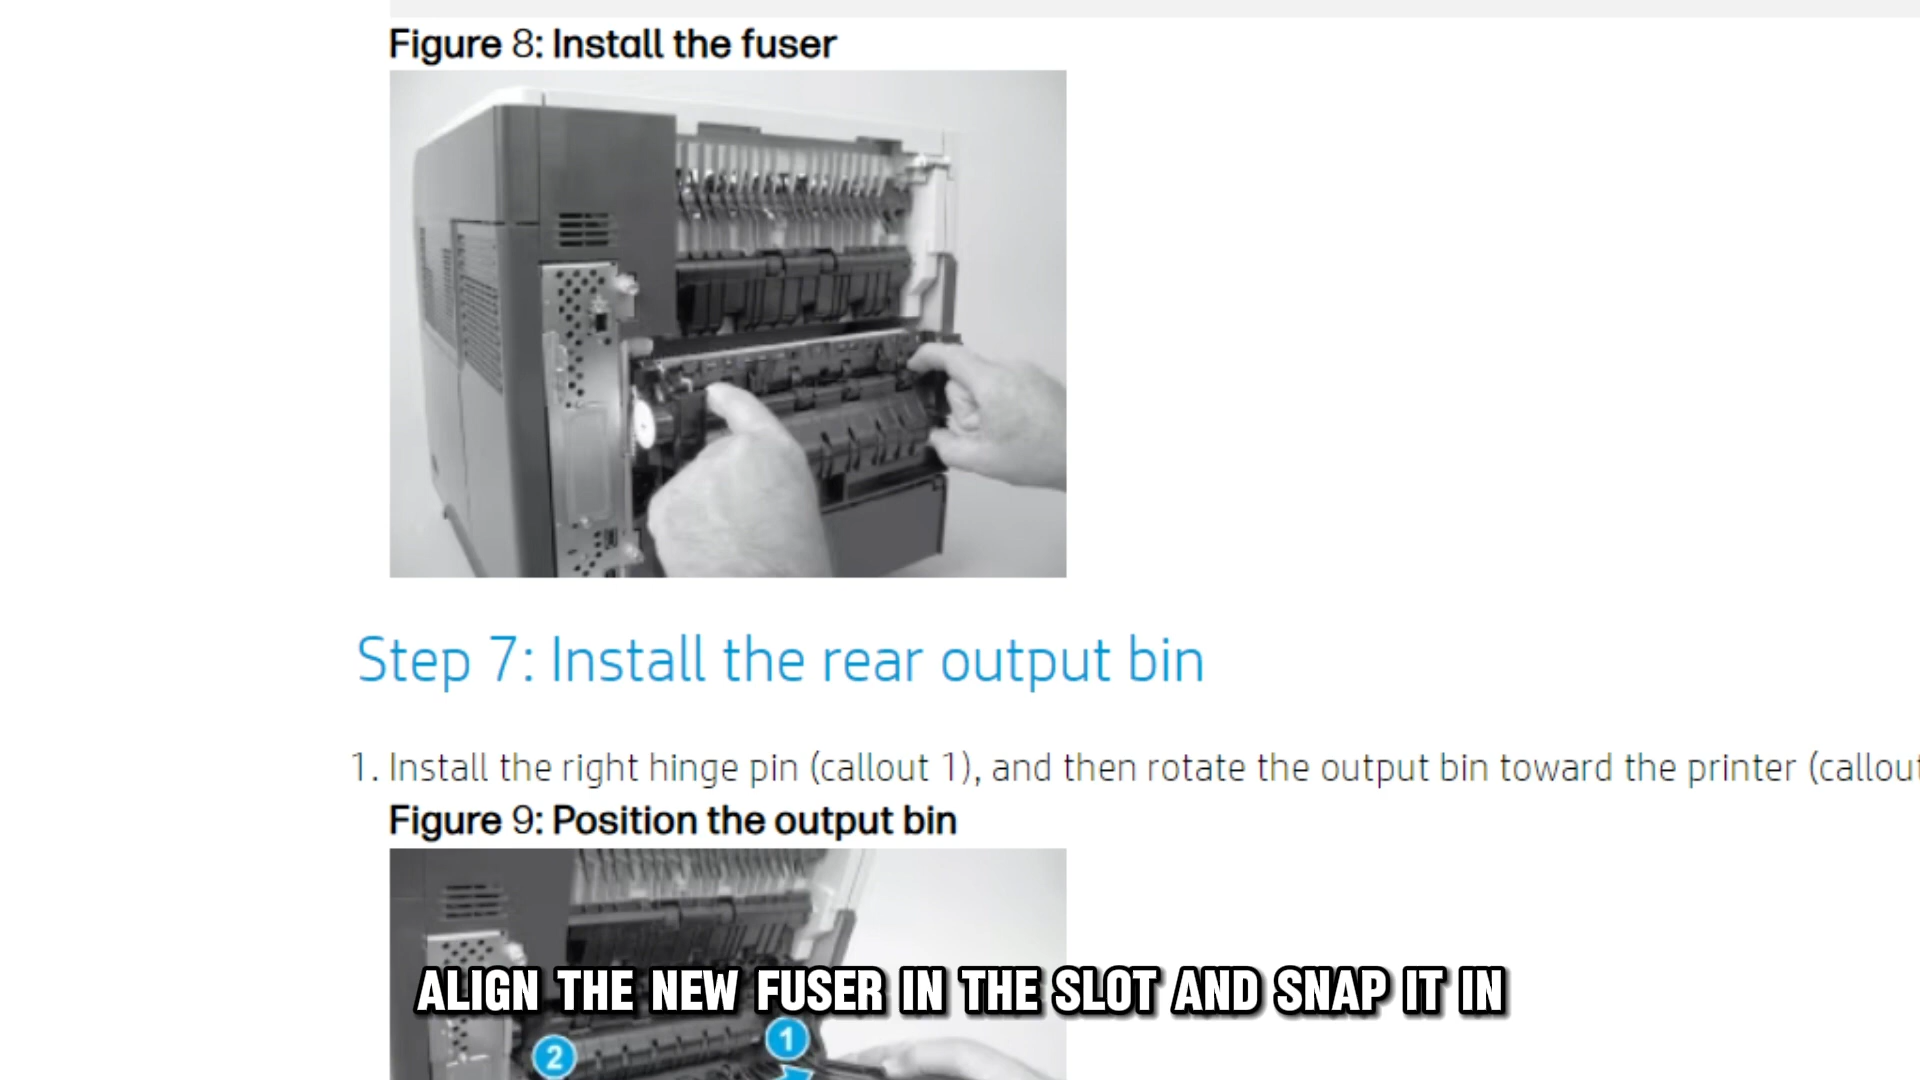 Figure 8: Install the fuser
Step 7: Install the rear output bin
1. Install the right hinge pin (callout 1), and then rotate the output bin toward the printer (callout
Figure 9: Position the output bin
ALIGN THE NEW FUSER IN THE SLOT AND SNAP IT IN
2
1